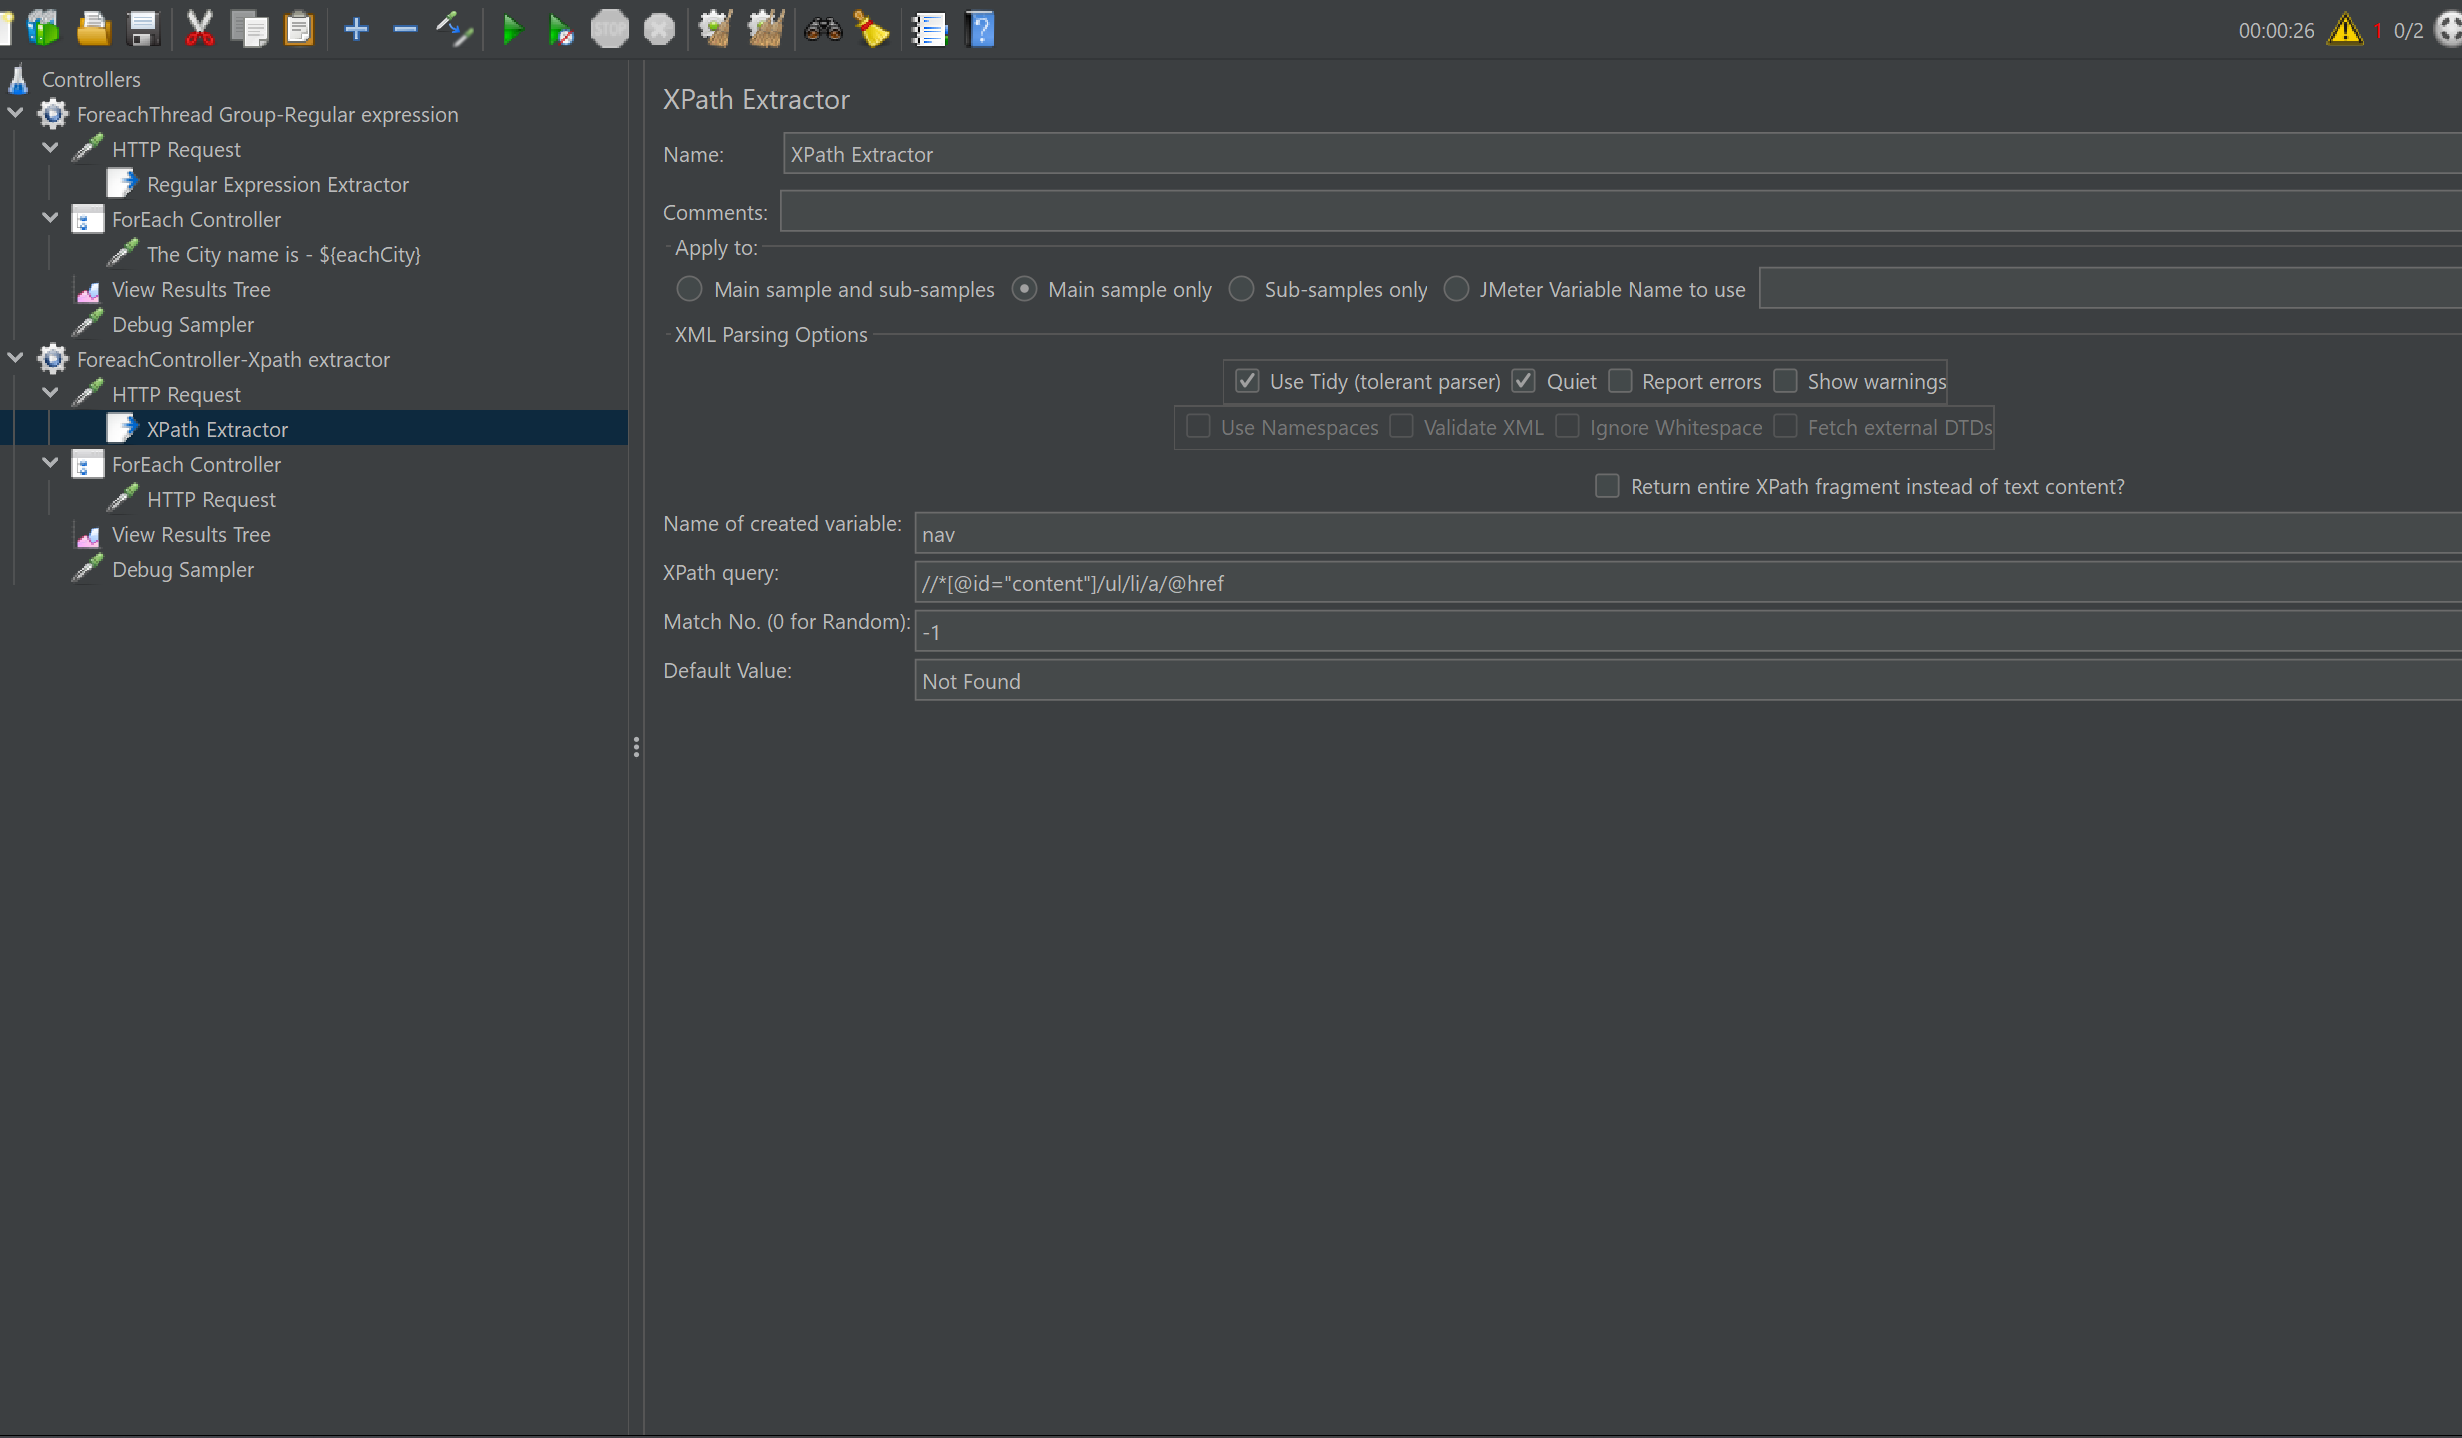 STOP
00:00:26
1
0/2
Controllers
ForeachThread Group-Regular expression
HTTP Request
Regular Expression Extractor
ForEach Controller
The City name is - ${eachCity}
View Results Tree
Debug Sampler
ForeachController-Xpath extractor
HTTP Request
XPath Extractor
ForEach Controller
HTTP Request
View Results Tree
Debug Sampler
XPath Extractor
Name: XPath Extractor
Comments:
Apply to:
Main sample and sub-samples Main sample only Sub-samples only JMeter Variable Name to use
XML Parsing Options
Use Tidy (tolerant parser) Quiet Report errors Show warnings
Use Namespaces Validate XML Ignore Whitespace Fetch external DTDs
Return entire XPath fragment instead of text content?
Name of created variable: nav
XPath query: //*[@id="content"]/ul/li/a/@href
Match No. (0 for Random): -1
Default Value: Not Found